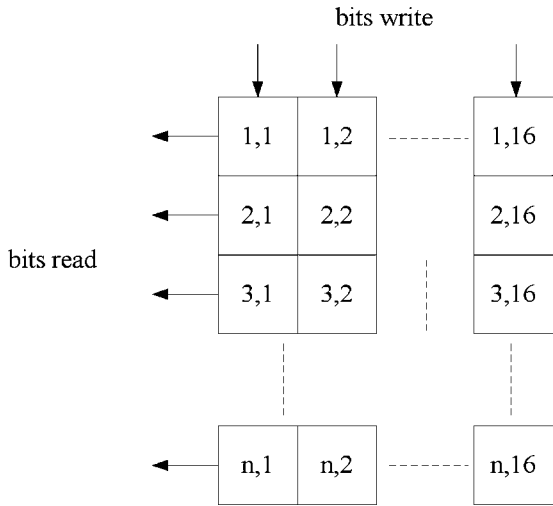 bits write
1,1 1,2 1,16
2,1 2,2 2,16
bits read
3,1 3,2 3,16
n,1 n,2 n,16